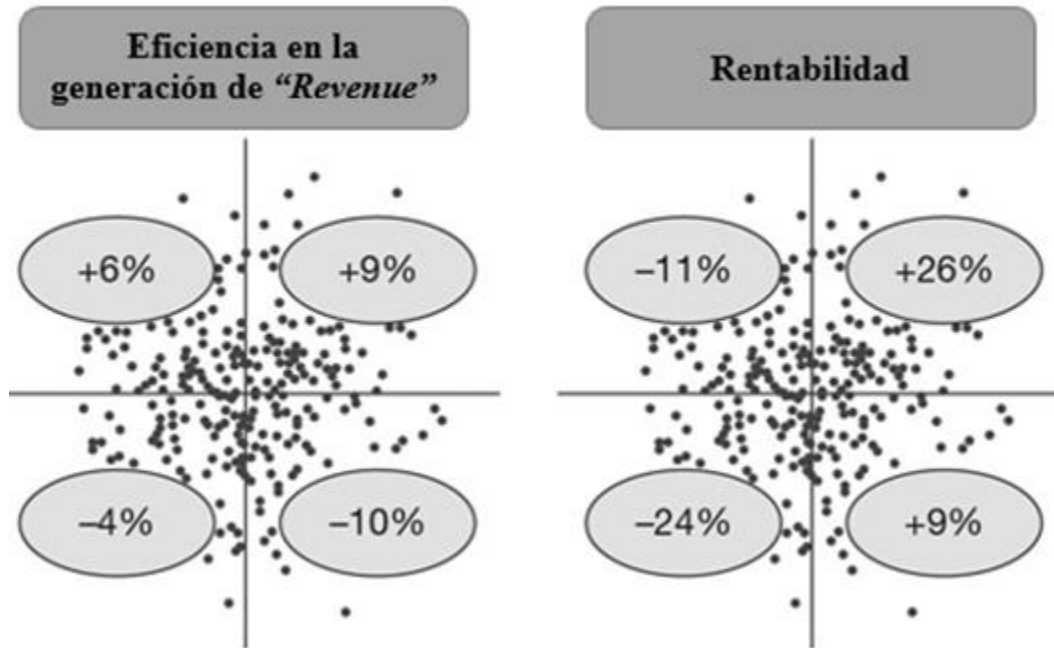 Eficiencia en la
generación de “Revenue”
Rentabilidad
+6%
+9%
–11%
+26%
–4%
–10%
–24%
+9%